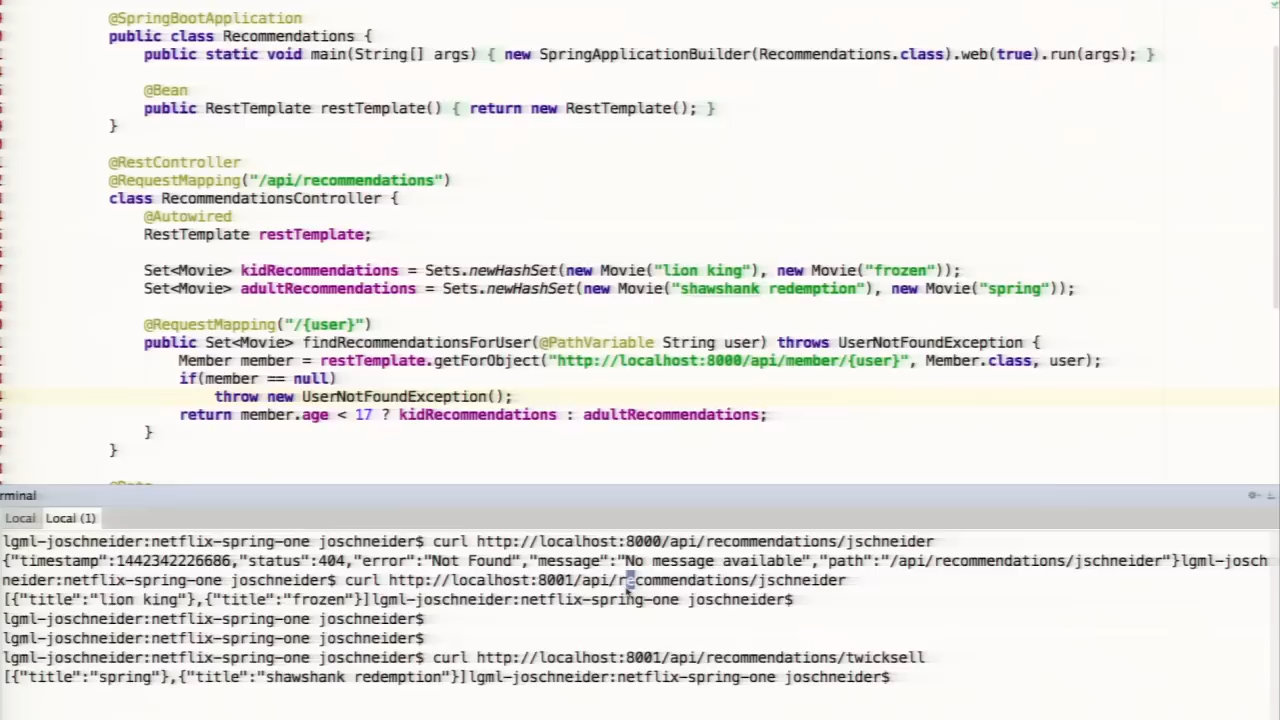 @SpringBootApplication
public class Recommendations {
public static void main(String[] args) { new SpringApplicationBuilder(Recommendations.class).web(true).run(args); }
@Bean
public RestTemplate restTemplate() { return new RestTemplate(); }
}
@RestController
@RequestMapping("/api/recommendations")
class RecommendationsController {
@Autowired
RestTemplate restTemplate;
Set<Movie> kidRecommendations = Sets.newHashSet(new Movie("lion king"), new Movie("frozen"));
Set<Movie> adultRecommendations = Sets.newHashSet(new Movie("shawshank redemption"), new Movie("spring"));
@RequestMapping("/{user}")
public Set<Movie> findRecommendationsForUser(@PathVariable String user) throws UserNotFoundException {
Member member = restTemplate.getForObject("http://localhost:8000/api/member/{user}", Member.class, user);
if(member == null)
throw new UserNotFoundException();
return member.age < 17 ? kidRecommendations : adultRecommendations;
}
}
rminal
Local Local (1)
lgml-joschneider:netflix-spring-one joschneider$ curl http://localhost:8000/api/recommendations/jschneider
{"timestamp":1442342226686,"status":404,"error":"Not Found","message":"No message available","path":"/api/recommendations/jschneider"}lgml-josch
neider:netflix-spring-one joschneider$ curl http://localhost:8001/api/recommendations/jschneider
[{"title":"lion king"},{"title":"frozen"}]lgml-joschneider:netflix-spring-one joschneider$
lgml-joschneider:netflix-spring-one joschneider$
lgml-joschneider:netflix-spring-one joschneider$
lgml-joschneider:netflix-spring-one joschneider$ curl http://localhost:8001/api/recommendations/twicksell
[{"title":"spring"},{"title":"shawshank redemption"}]lgml-joschneider:netflix-spring-one joschneider$